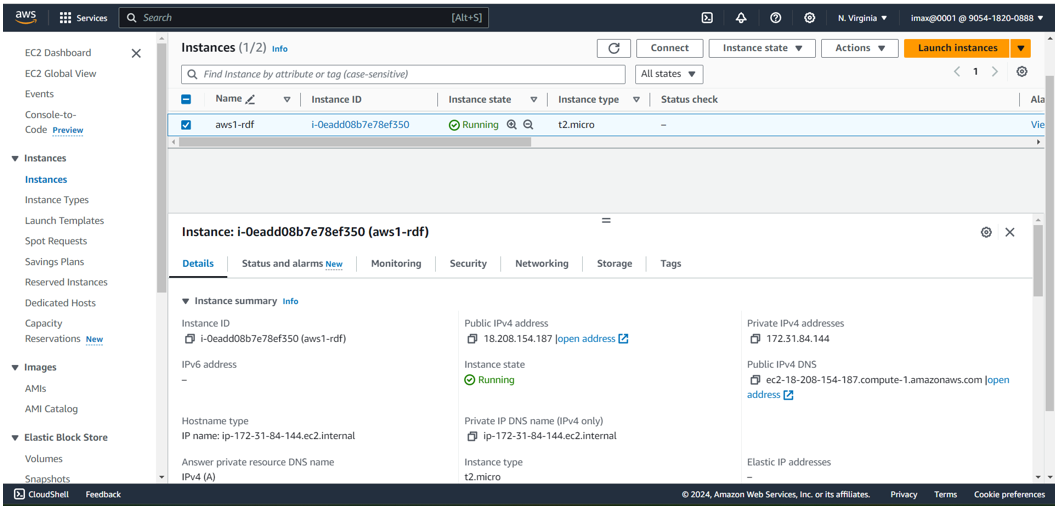 aws
Services
Search
[Alt+S]
N. Virginia
imax@0001 @ 9054-1820-0888
EC2 Dashboard
EC2 Global View
Events
Console-to-
Code Preview
Instances
Instances
Instance Types
Launch Templates
Spot Requests
Savings Plans
Reserved Instances
Dedicated Hosts
Capacity
Reservations New
Images
AMIs
AMI Catalog
Elastic Block Store
Volumes
Snapshots
Instances (1/2) Info
Connect
Instance state
Actions
Launch instances
Find Instance by attribute or tag (case-sensitive)
All states
1
Name Instance ID Instance state Instance type Status check Ala
aws1-rdf i-0eadd08b7e78ef350 Running t2.micro – Vie
Instance: i-0eadd08b7e78ef350 (aws1-rdf)
Details Status and alarms New Monitoring Security Networking Storage Tags
Instance summary Info
Instance ID
i-0eadd08b7e78ef350 (aws1-rdf)
Public IPv4 address
18.208.154.187 |open address
Private IPv4 addresses
172.31.84.144
IPv6 address
–
Instance state
Running
Public IPv4 DNS
ec2-18-208-154-187.compute-1.amazonaws.com |open
address
Hostname type
IP name: ip-172-31-84-144.ec2.internal
Private IP DNS name (IPv4 only)
ip-172-31-84-144.ec2.internal
Answer private resource DNS name
IPv4 (A)
Instance type
t2.micro
Elastic IP addresses
–
CloudShell Feedback
© 2024, Amazon Web Services, Inc. or its affiliates. Privacy Terms Cookie preferences